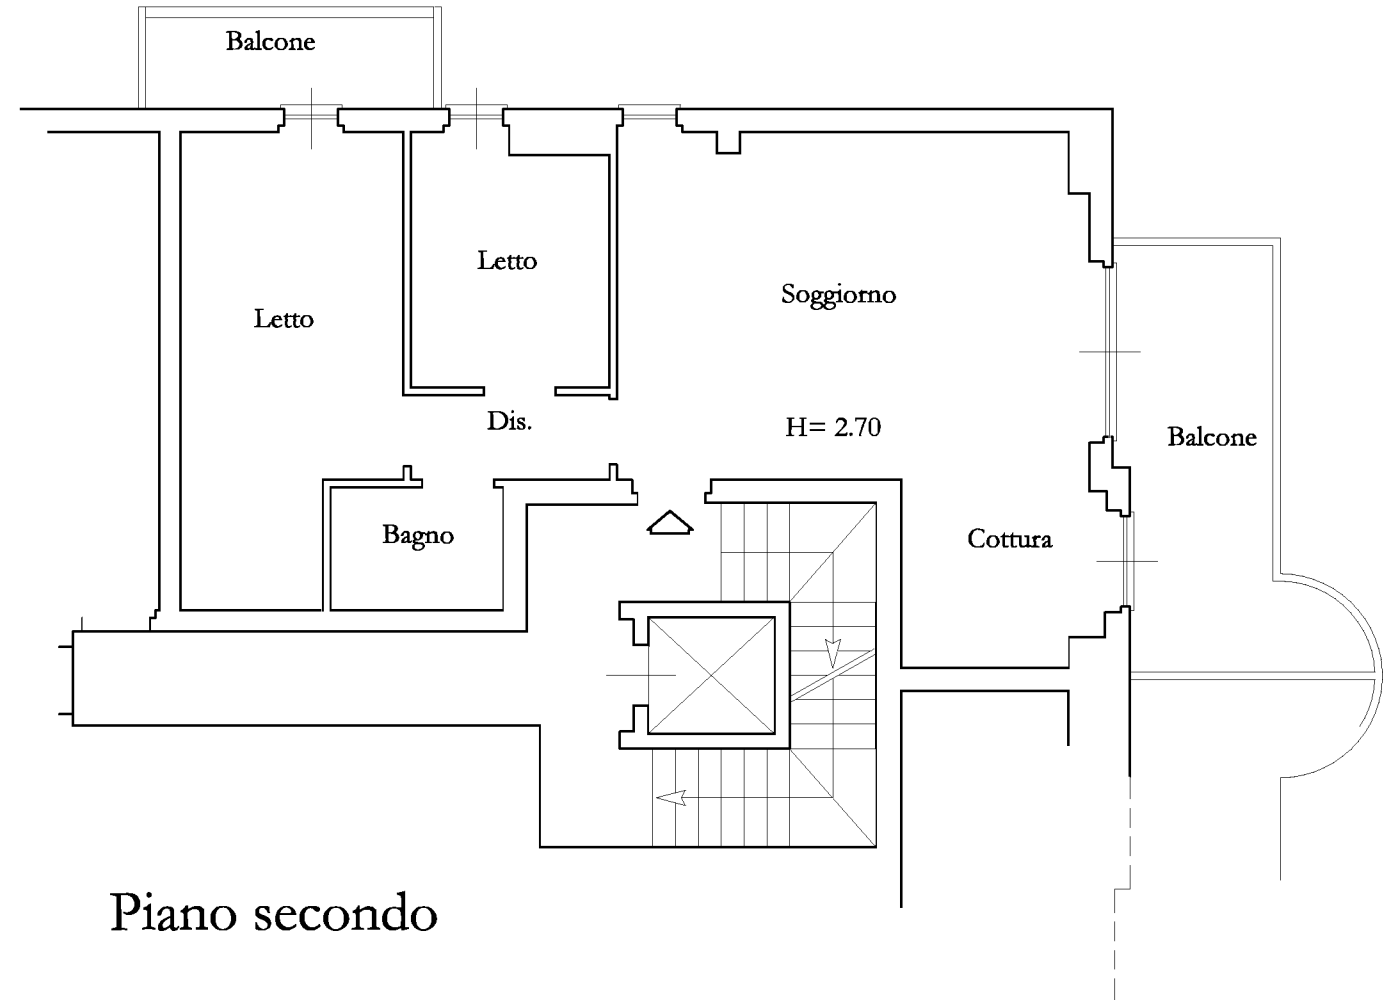 Balcone
Letto
Soggiorno
Letto
Dis.
H= 2.70
Balcone
Bagno
Cottura
Piano secondo